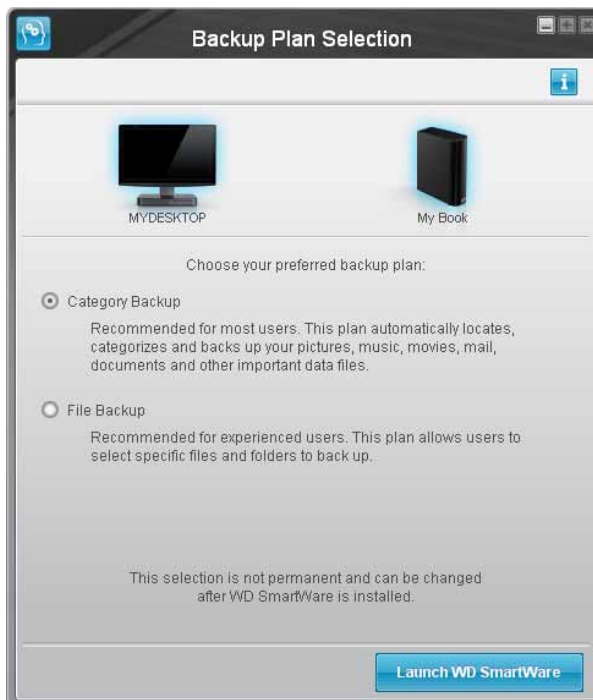 Backup Plan Selection
i
MYDESKTOP
My Book
Choose your preferred backup plan:
Category Backup
Recommended for most users. This plan automatically locates,
categorizes and backs up your pictures, music, movies, mail,
documents and other important data files.
File Backup
Recommended for experienced users. This plan allows users to
select specific files and folders to back up.
This selection is not permanent and can be changed
after WD SmartWare is installed.
Launch WD SmartWare